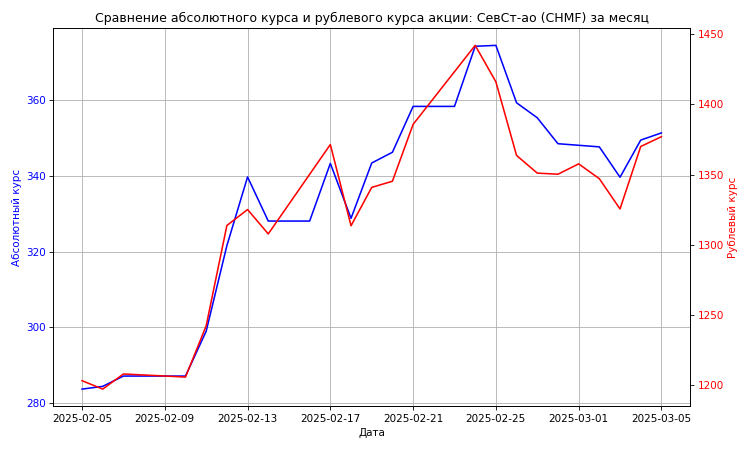 Сравнение абсолютного курса и рублевого курса акции: СевСт-ао (CHMF) за месяц
Абсолютный курс
360
340
320
300
280
1450
1400
1350
1300
1250
1200
Рублевый курс
2025-02-05 2025-02-09 2025-02-13 2025-02-17 2025-02-21 2025-02-25 2025-03-01 2025-03-05
Дата